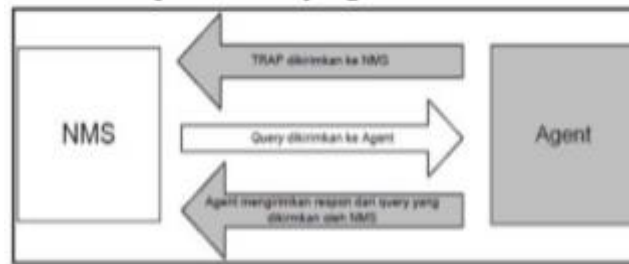 TRAP dikirimkan ke NMS
NMS
Query dikirimkan ke Agent
Agent
Agent mengirimkan respon dari query yang
dikirimkan oleh NMS